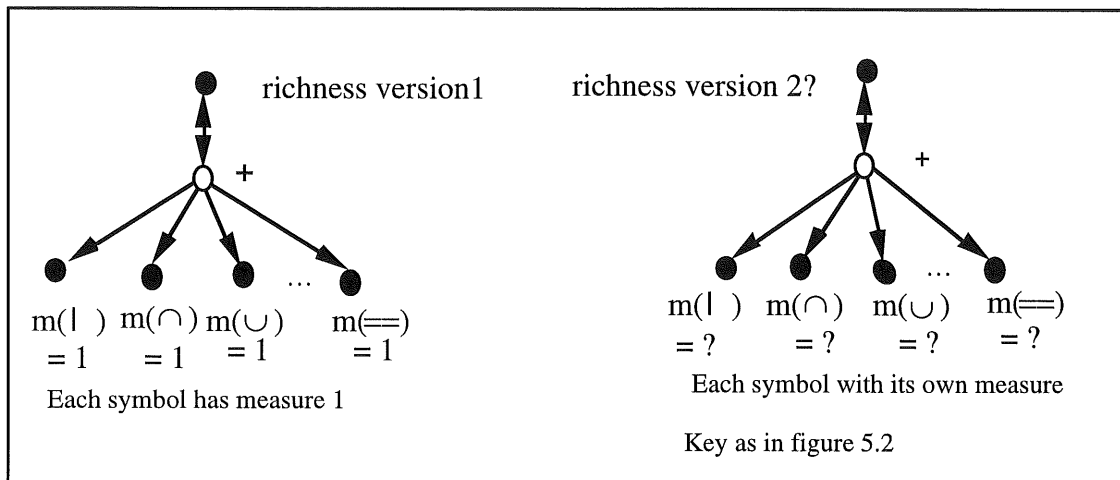 richness version1
+
m(| ) m(∩) m(∪) ... m(==)
= 1 = 1 = 1 = 1
Each symbol has measure 1
richness version 2?
+
m(| ) m(∩) m(∪) ... m(==)
= ? = ? = ? = ?
Each symbol with its own measure
Key as in figure 5.2